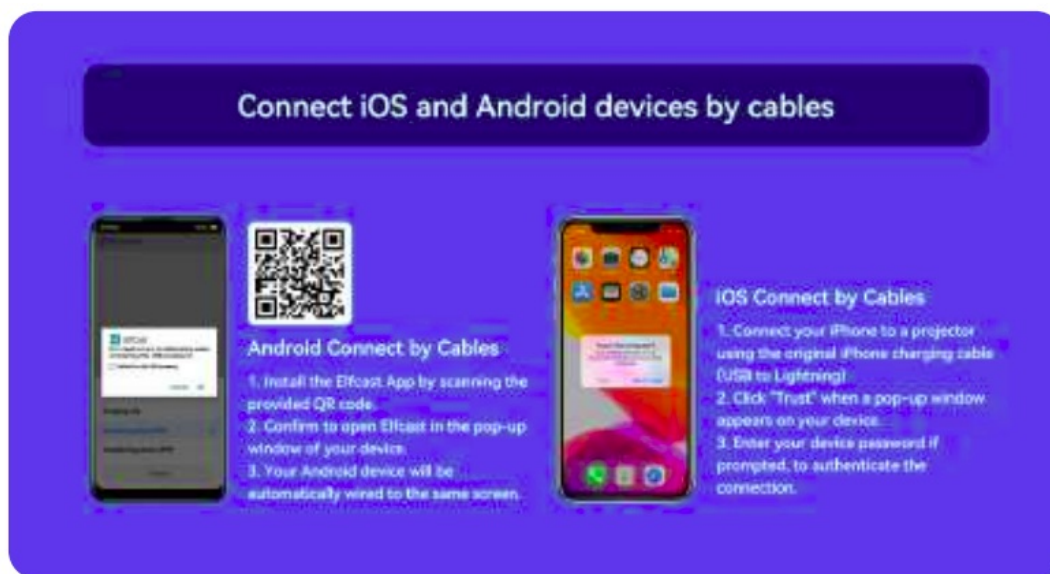 Connect iOS and Android devices by cables
Android Connect by Cables
1. Install the Elfcast App by scanning the
provided QR code.
2. Confirm to open Elfcast in the pop-up
window of your device.
3. Your Android device will be
automatically wired to the same screen.
iOS Connect by Cables
1. Connect your iPhone to a projector
using the original iPhone charging cable
(USB to Lightning)
2. Click "Trust" when a pop-up window
appears on your device.
3. Enter your device password if
prompted, to authenticate the
connection.